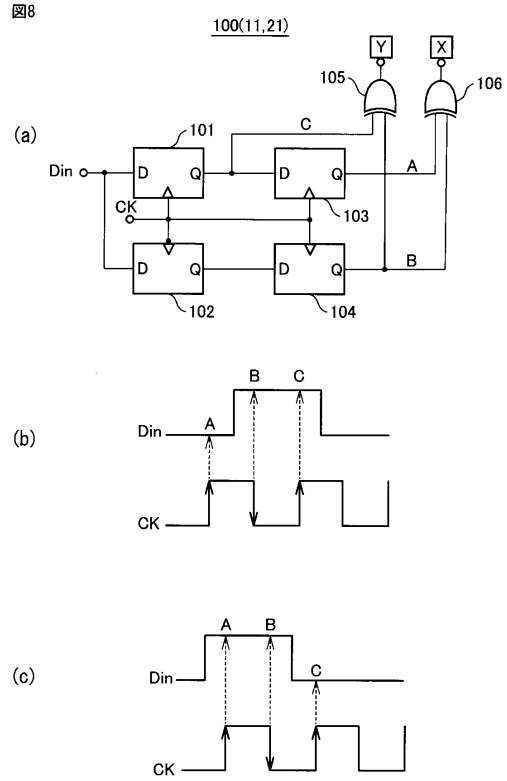 図8
100(11,21)
Y
X
105
106
(a)
101
C
Din
D
Q
D
Q
A
CK
103
D
Q
D
Q
B
102
104
B
C
(b)
A
Din
CK
A
B
(c)
C
Din
CK